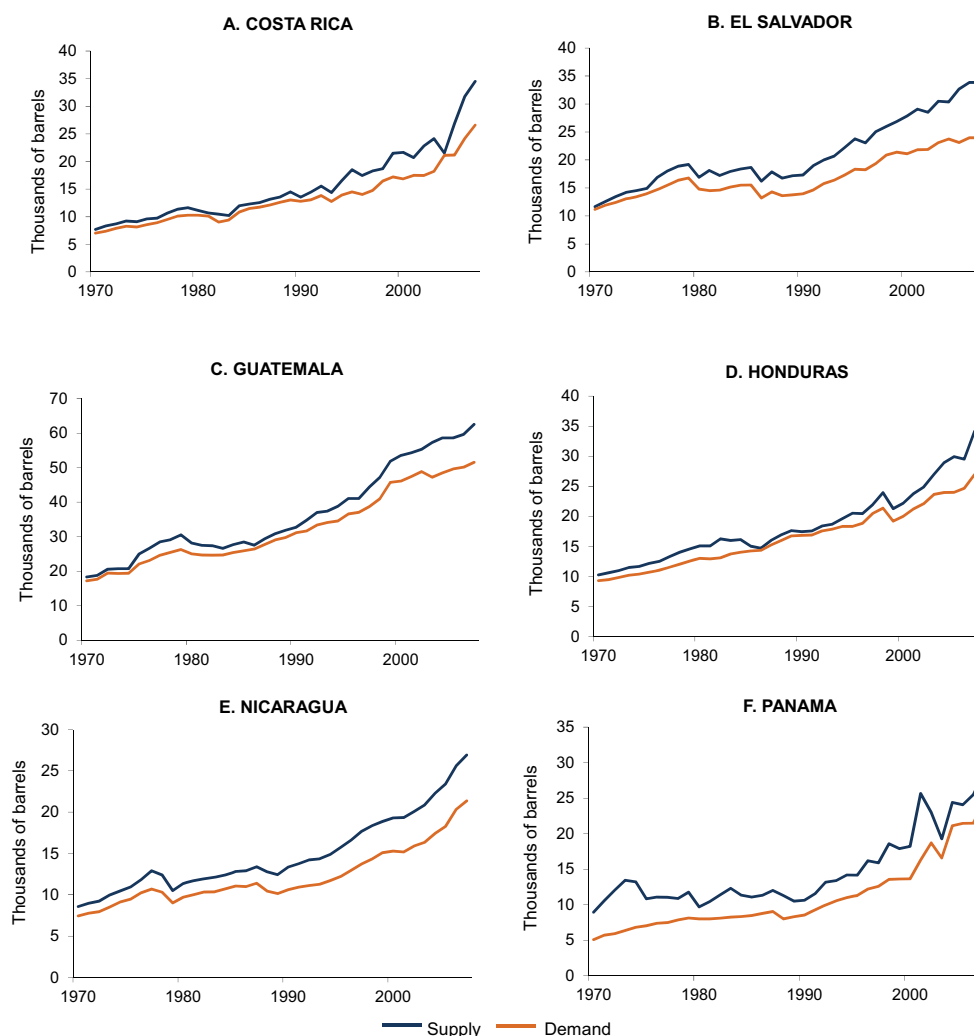 A. COSTA RICA
Thousands of barrels
40
35
30
25
20
15
10
5
0
1970 1980 1990 2000
B. EL SALVADOR
Thousands of barrels
40
35
30
25
20
15
10
5
0
1970 1980 1990 2000
C. GUATEMALA
Thousands of barrels
70
60
50
40
30
20
10
0
1970 1980 1990 2000
D. HONDURAS
Thousands of barrels
40
35
30
25
20
15
10
5
0
1970 1980 1990 2000
E. NICARAGUA
Thousands of barrels
30
25
20
15
10
5
0
1970 1980 1990 2000
F. PANAMA
Thousands of barrels
35
30
25
20
15
10
5
0
1970 1980 1990 2000
Supply Demand